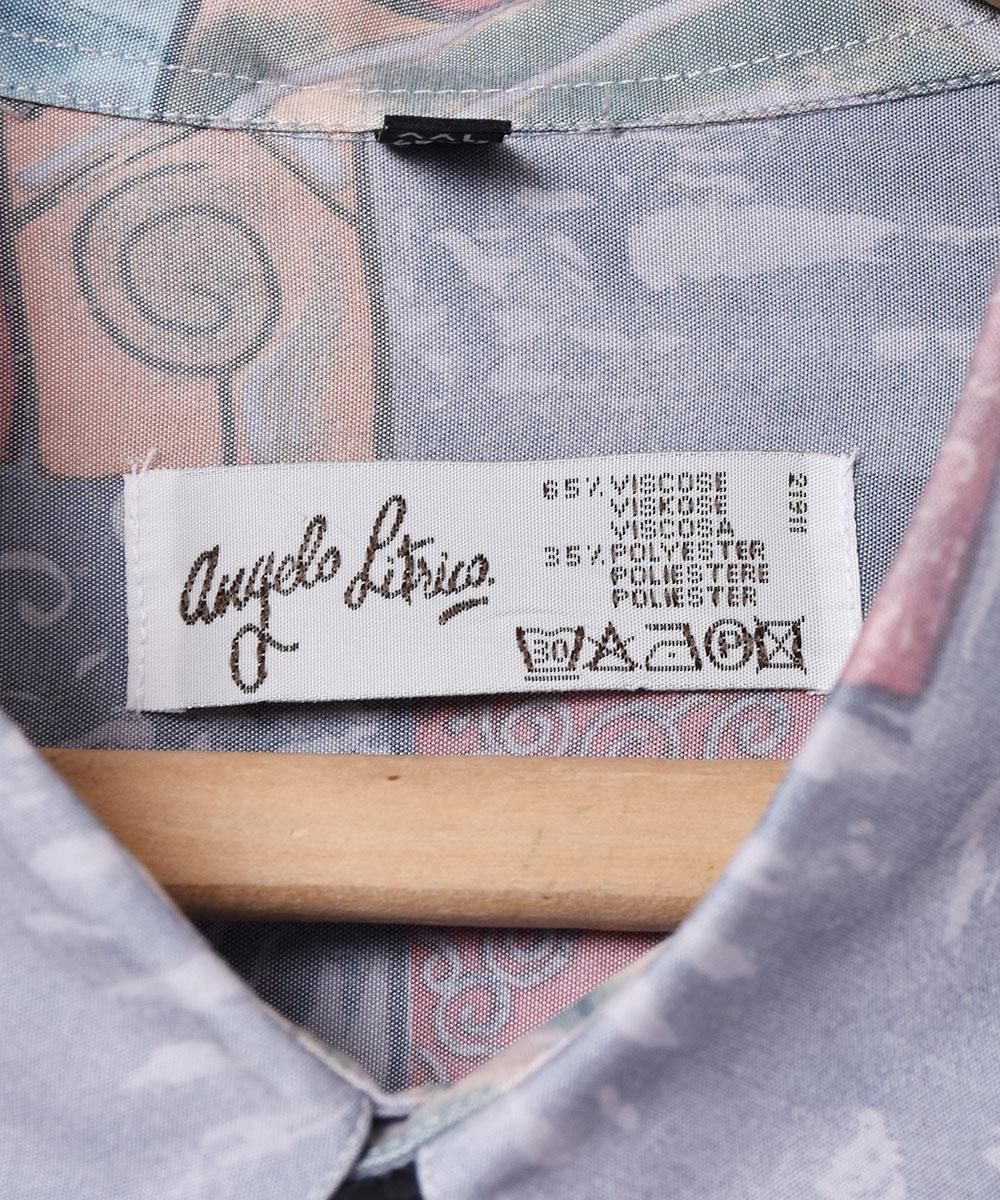 angelo Litrico.
65% VISCOSE
VISKOSE
VISCOSA
35% POLYESTER
POLIESTERE
POLIESTER
30
P